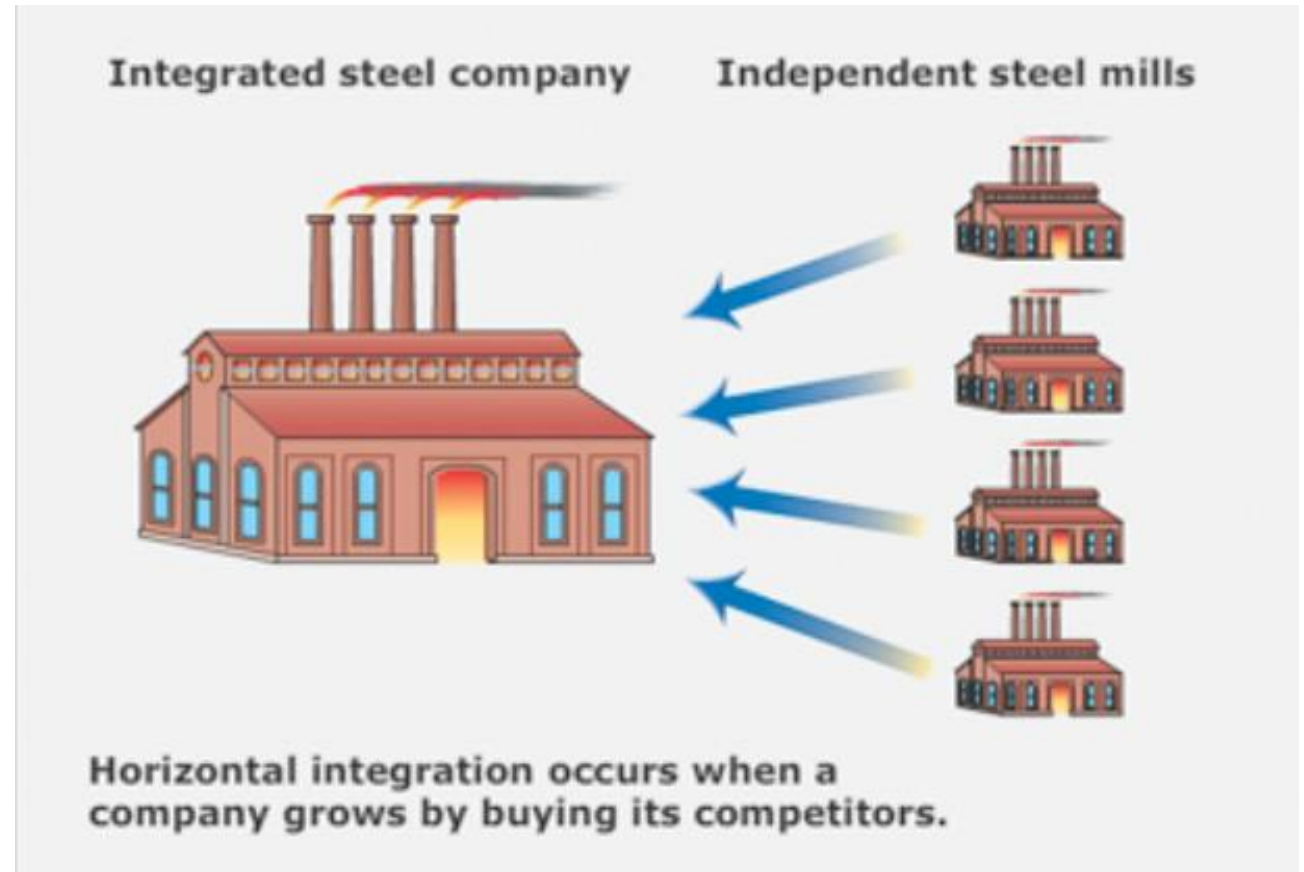 Integrated steel company
Independent steel mills
Horizontal integration occurs when a
company grows by buying its competitors.